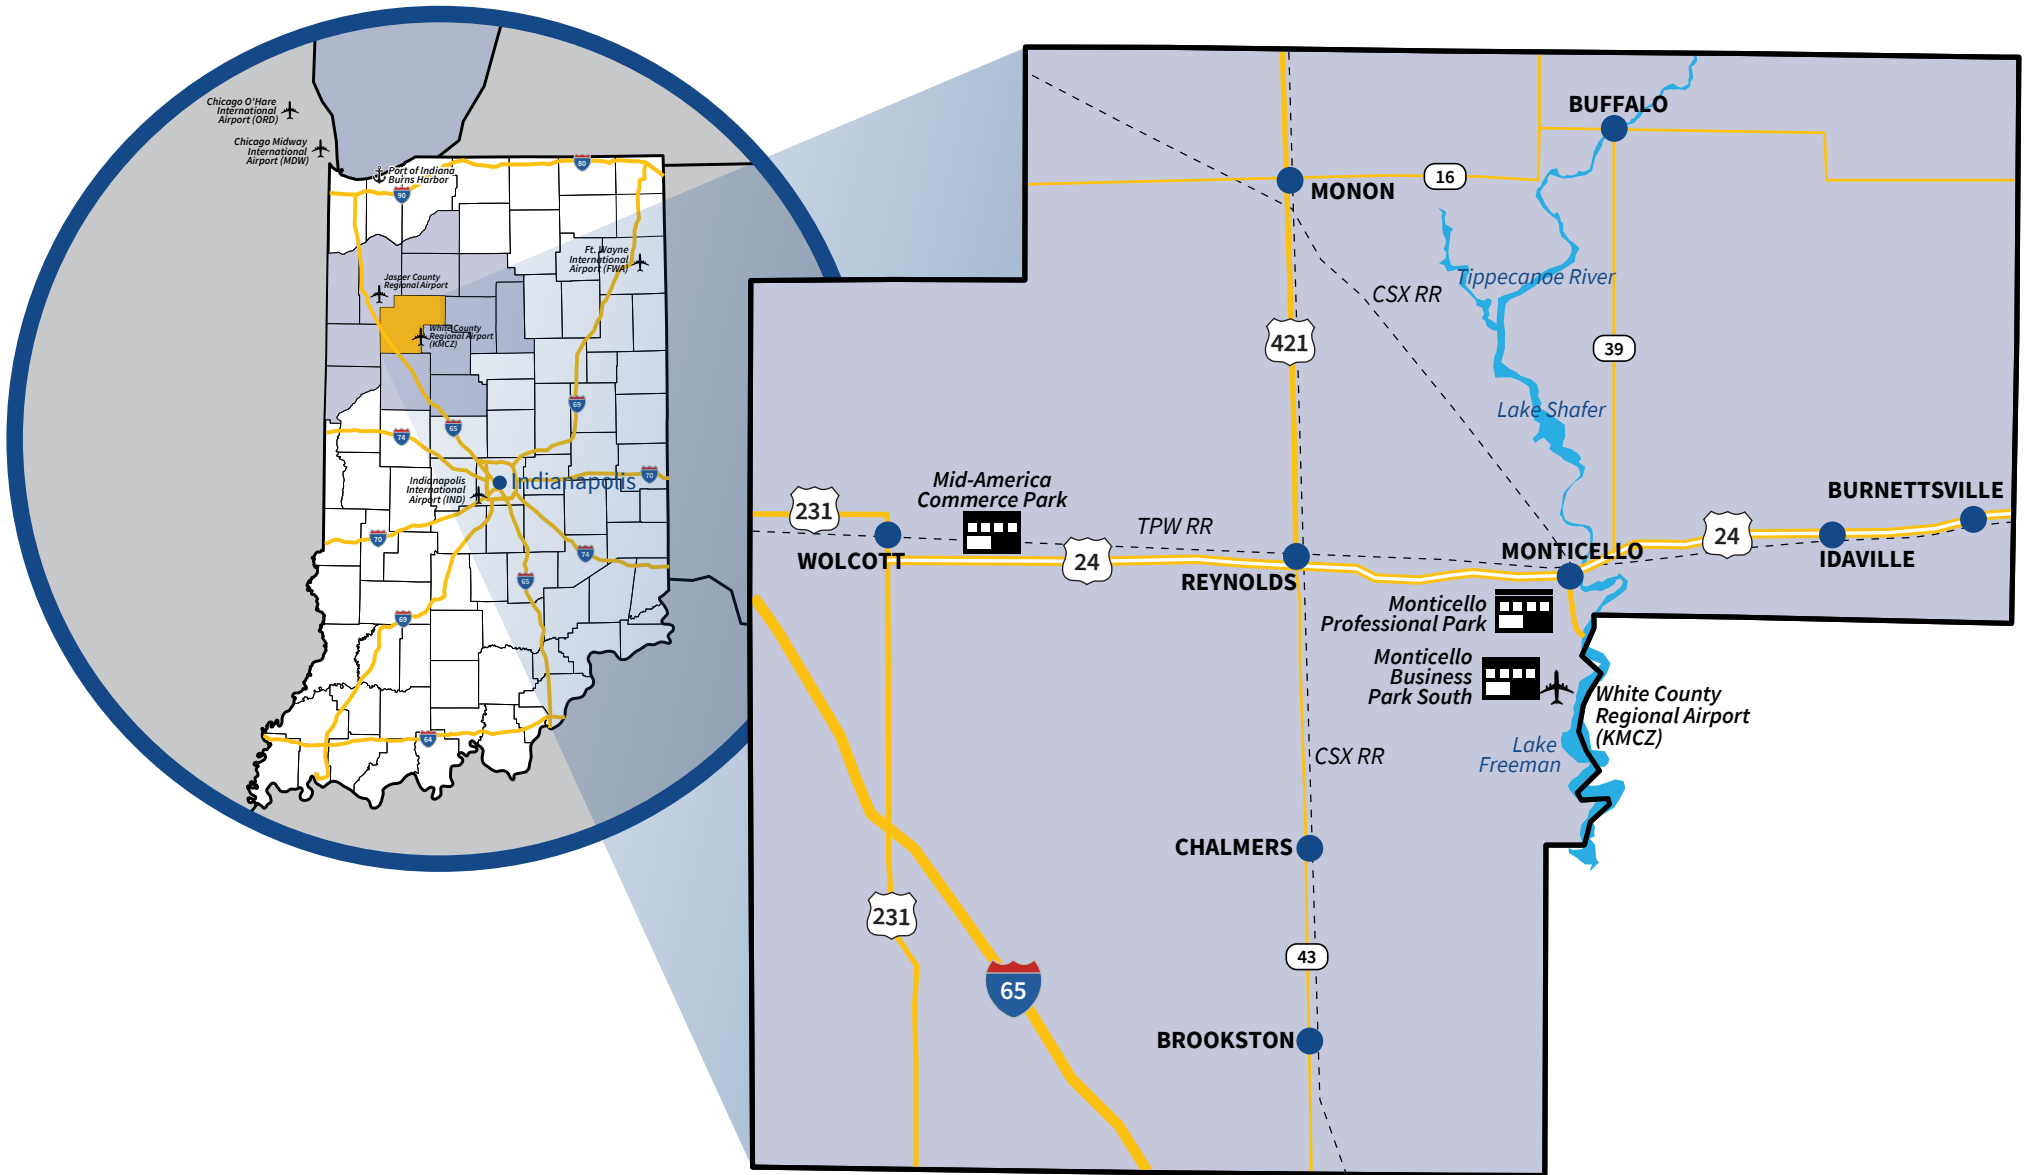 Chicago O'Hare
International
Airport (ORD)
Chicago Midway
International
Airport (MDW)
Port of Indiana
Burns Harbor
80
90
Ft. Wayne
International
Airport (FWA)
Jasper County
Regional Airport
White County
Regional Airport
(KMCZ)
69
65
74
70
Indianapolis
Indianapolis
International
Airport (IND)
70
74
65
69
64
BUFFALO
16
MONON
Tippecanoe River
CSX RR
421
39
Lake Shafer
Mid-America
Commerce Park
BURNETTSVILLE
231
TPW RR
24
WOLCOTT
24
MONTICELLO
IDAVILLE
REYNOLDS
Monticello
Professional Park
Monticello
Business
Park South
White County
Regional Airport
(KMCZ)
Lake
Freeman
CSX RR
CHALMERS
231
43
65
BROOKSTON